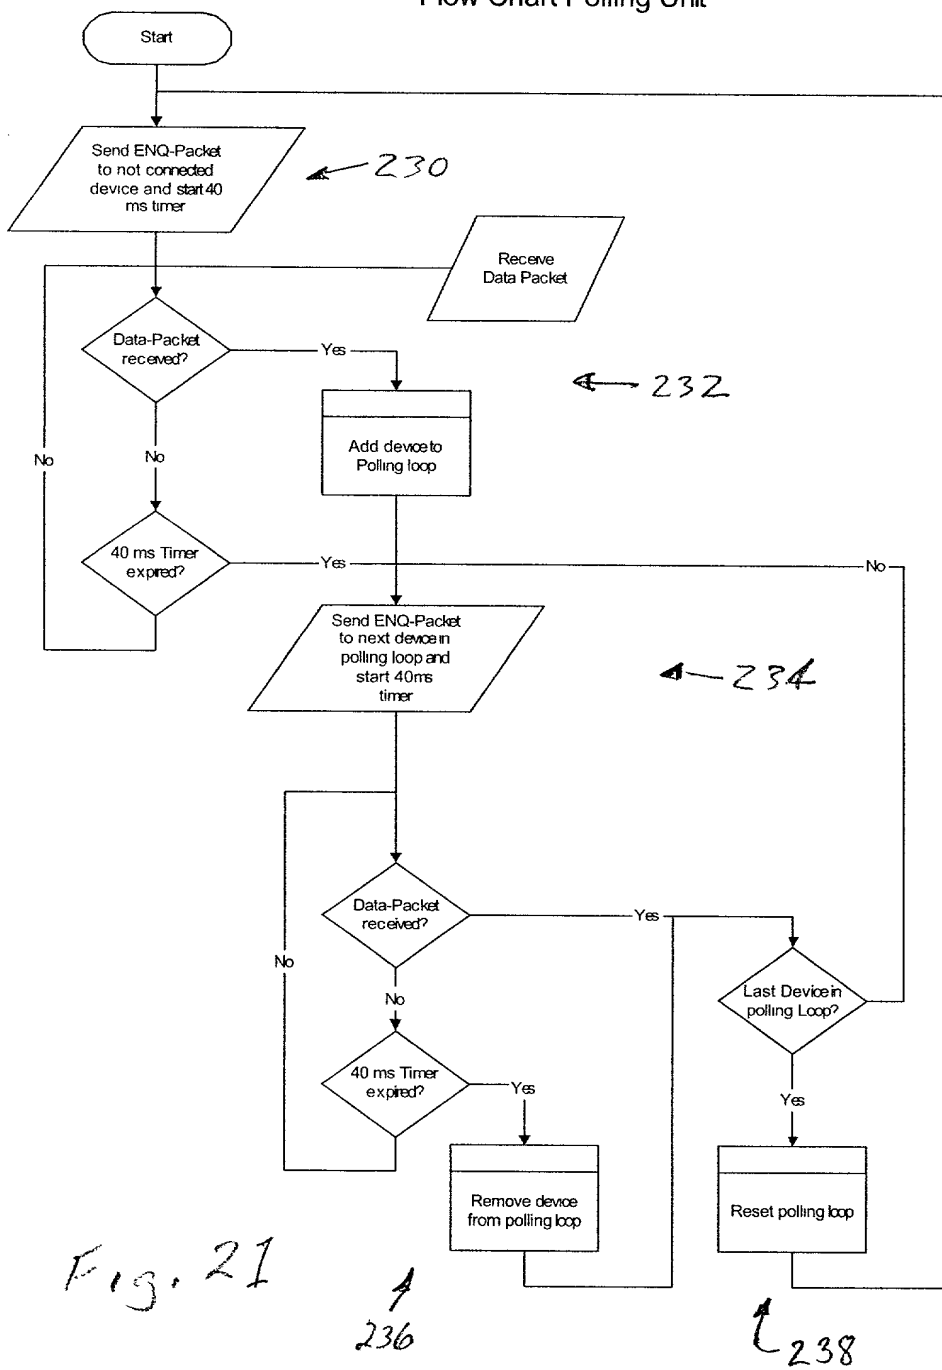 Flow Chart Polling Unit
Start
Send ENQ-Packet
to not connected
device and start 40
ms timer
230
Receive
Data Packet
Data-Packet
received?
Yes
232
Add device to
Polling loop
No
No
40 ms Timer
expired?
Yes
No
Send ENQ-Packet
to next device in
polling loop and
start 40ms
timer
234
Data-Packet
received?
Yes
No
No
Last Device in
polling Loop?
40 ms Timer
expired?
Yes
Yes
Remove device
from polling loop
Reset polling loop
Fig. 21
236
238